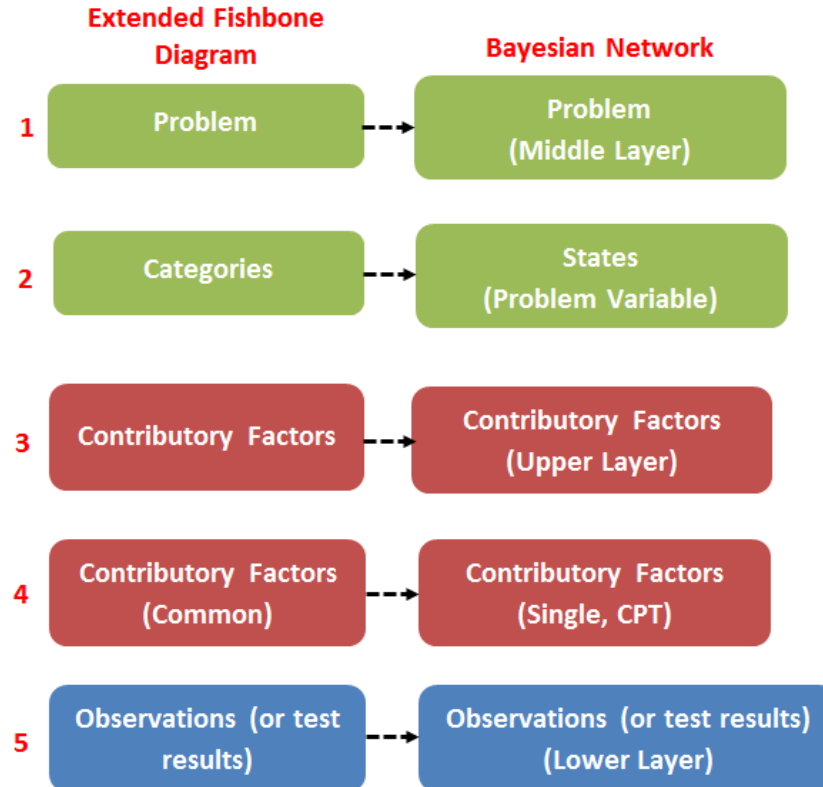 Extended Fishbone
Diagram
Bayesian Network
1
Problem
Problem
(Middle Layer)
2
Categories
States
(Problem Variable)
3
Contributory Factors
Contributory Factors
(Upper Layer)
4
Contributory Factors
(Common)
Contributory Factors
(Single, CPT)
5
Observations (or test
results)
Observations (or test results)
(Lower Layer)